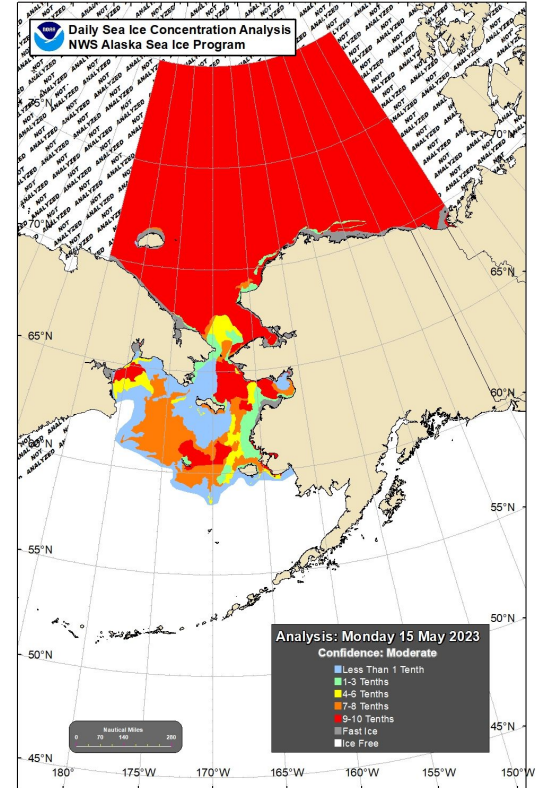 NOAA
Daily Sea Ice Concentration Analysis
NWS Alaska Sea Ice Program
NOT ANALYZED
75°N
70°N
65°N
60°N
55°N
50°N
45°N
70°N
65°N
60°N
55°N
50°N
45°N
Analysis: Monday 15 May 2023
Confidence: Moderate
Less Than 1 Tenth
1-3 Tenths
4-6 Tenths
7-8 Tenths
9-10 Tenths
Fast Ice
Ice Free
Nautical Miles
0 70 140 280
180° 175°W 170°W 165°W 160°W 155°W 150°W